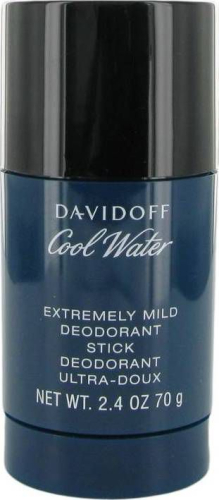 DAVIDOFF
Cool Water
EXTREMELY MILD
DEODORANT
STICK
DEODORANT
ULTRA-DOUX
NET WT. 2.4 OZ 70 g